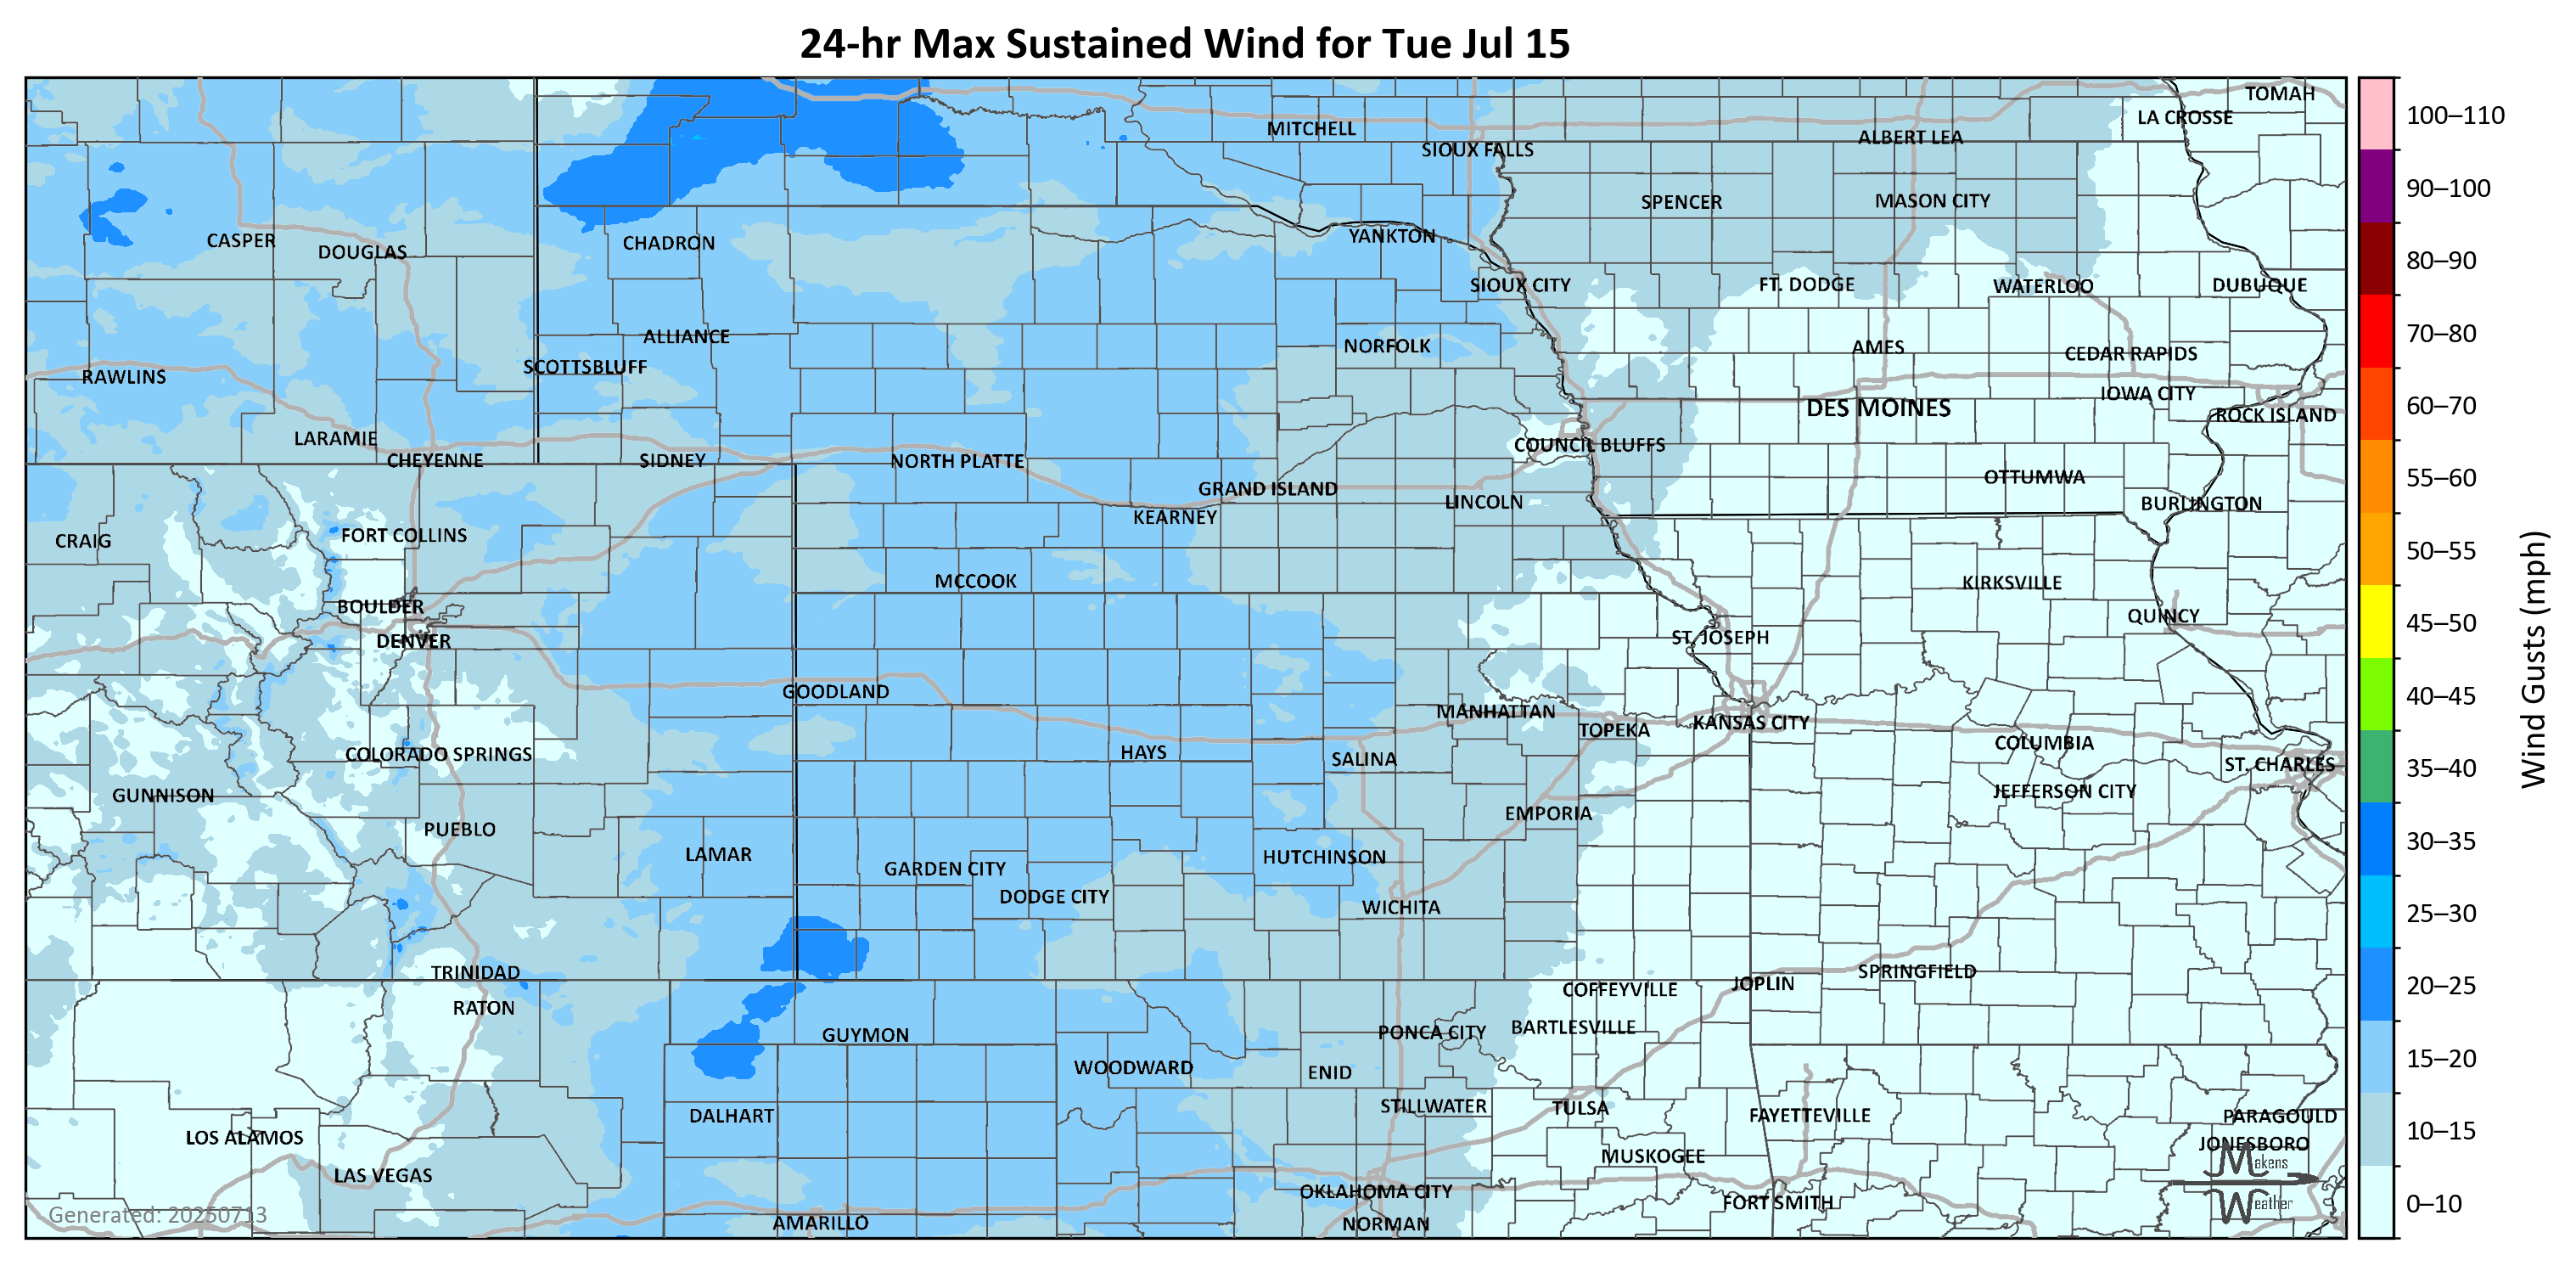 24-hr Max Sustained Wind for Tue Jul 15
TOMAH
LA CROSSE
MITCHELL
ALBERT LEA
SIOUX FALLS
SPENCER
MASON CITY
CASPER
DOUGLAS
CHADRON
YANKTON
SIOUX CITY
FT. DODGE
WATERLOO
DUBUQUE
ALLIANCE
NORFOLK
AMES
CEDAR RAPIDS
SCOTTSBLUFF
RAWLINS
IOWA CITY
DES MOINES
ROCK ISLAND
LARAMIE
COUNCIL BLUFFS
CHEYENNE
SIDNEY
NORTH PLATTE
OTTUMWA
GRAND ISLAND
LINCOLN
BURLINGTON
KEARNEY
CRAIG
FORT COLLINS
MCCOOK
KIRKSVILLE
BOULDER
QUINCY
DENVER
ST. JOSEPH
GOODLAND
MANHATTAN
TOPEKA
KANSAS CITY
COLORADO SPRINGS
HAYS
SALINA
COLUMBIA
ST. CHARLES
GUNNISON
JEFFERSON CITY
EMPORIA
PUEBLO
LAMAR
HUTCHINSON
GARDEN CITY
DODGE CITY
WICHITA
TRINIDAD
SPRINGFIELD
JOPLIN
COFFEYVILLE
RATON
GUYMON
PONCA CITY
BARTLESVILLE
WOODWARD
ENID
DALHART
STILLWATER
TULSA
FAYETTEVILLE
PARAGOULD
LOS ALAMOS
JONESBORO
MUSKOGEE
LAS VEGAS
OKLAHOMA CITY
FORT SMITH
AMARILLO
NORMAN
Generated: 20250713
Makens
Weather
100–110
90–100
80–90
70–80
60–70
55–60
50–55
45–50
40–45
35–40
30–35
25–30
20–25
15–20
10–15
0–10
Wind Gusts (mph)